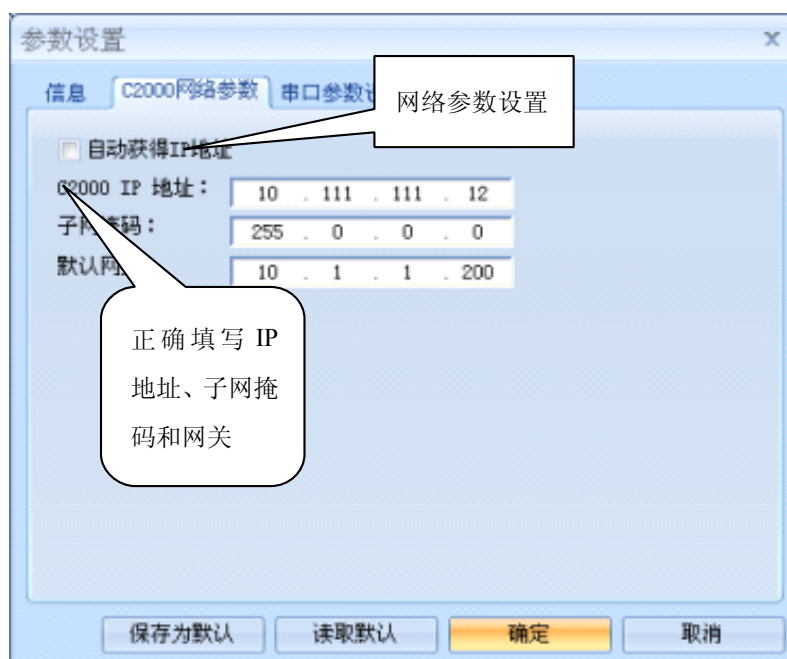 参数设置
信息 C2000网络参数 串口参数
网络参数设置
自动获得IP地址
C2000 IP 地址：
10 . 111 . 111 . 12
子网掩码：
255 . 0 . 0 . 0
默认网
10 . 1 . 1 . 200
正确填写 IP
地址、子网掩
码和网关
保存为默认 读取默认 确定 取消